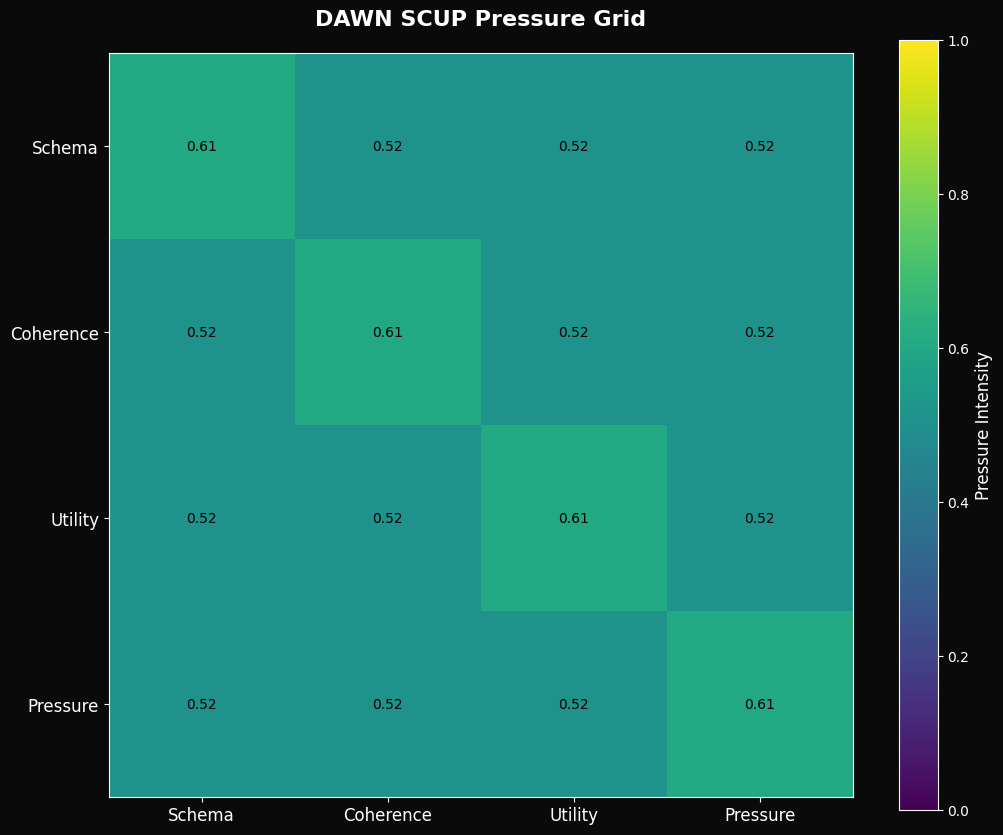 DAWN SCUP Pressure Grid
1.0
Schema 0.61 0.52 0.52 0.52
0.8
Coherence 0.52 0.61 0.52 0.52
0.6
Pressure Intensity
0.4
Utility 0.52 0.52 0.61 0.52
0.2
Pressure 0.52 0.52 0.52 0.61
0.0
Schema Coherence Utility Pressure